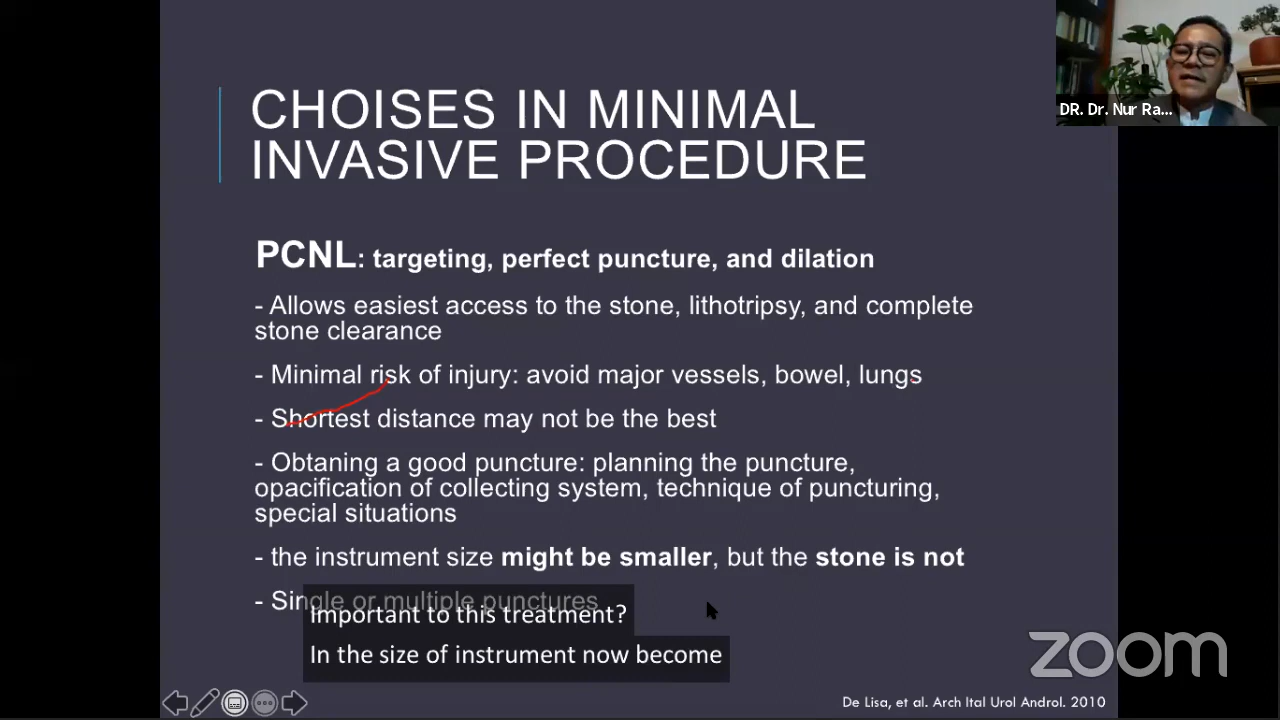 DR. Dr. Nur Ra...
CHOISES IN MINIMAL
INVASIVE PROCEDURE
PCNL: targeting, perfect puncture, and dilation
- Allows easiest access to the stone, lithotripsy, and complete
stone clearance
- Minimal risk of injury: avoid major vessels, bowel, lungs
- Shortest distance may not be the best
- Obtaning a good puncture: planning the puncture,
opacification of collecting system, technique of puncturing,
special situations
- the instrument size might be smaller, but the stone is not
- Single or multiple punctures
Important to this treatment?
In the size of instrument now become
zoom
De Lisa, et al. Arch Ital Urol Androl. 2010